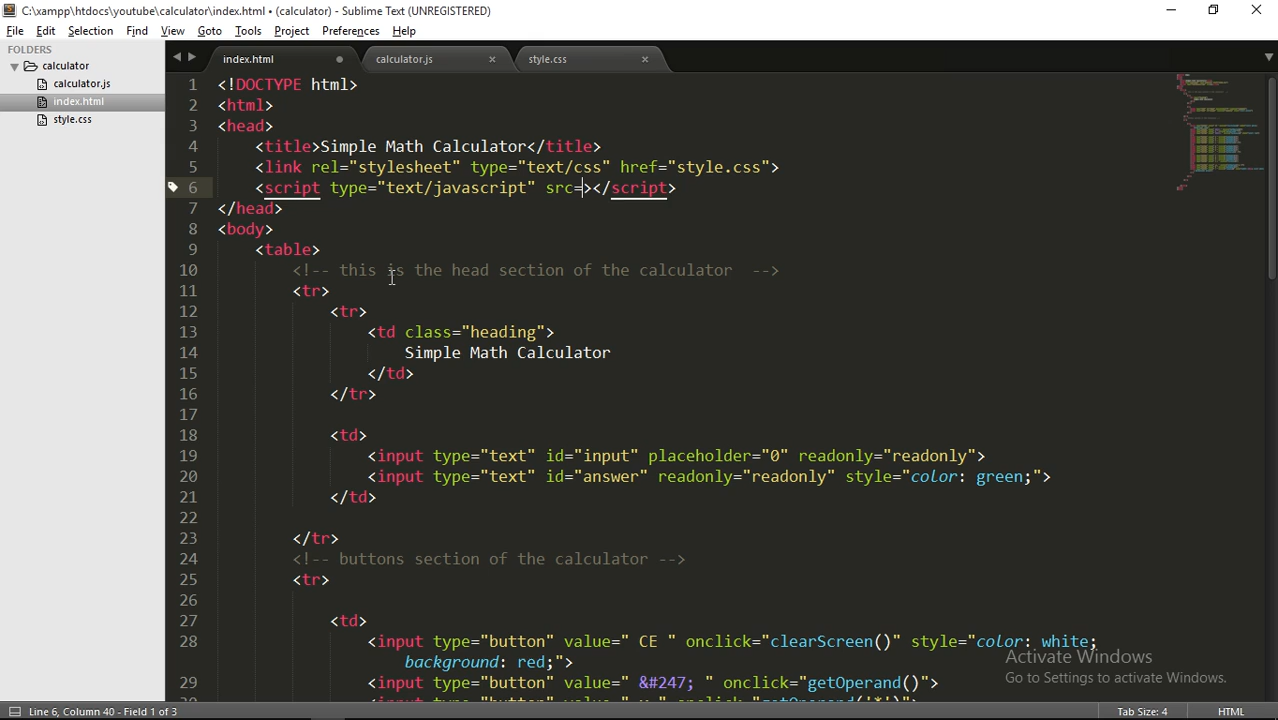 C:\xampp\htdocs\youtube\calculator\index.html • (calculator) - Sublime Text (UNREGISTERED)
File Edit Selection Find View Goto Tools Project Preferences Help
FOLDERS
calculator
calculator.js
index.html
style.css
index.html calculator.js style.css
1 <!DOCTYPE html>
2 <html>
3 <head>
4 <title>Simple Math Calculator</title>
5 <link rel="stylesheet" type="text/css" href="style.css">
6 <script type="text/javascript" src=></script>
7 </head>
8 <body>
9 <table>
10 <!-- this is the head section of the calculator -->
11 <tr>
12 <tr>
13 <td class="heading">
14 Simple Math Calculator
15 </td>
16 </tr>
17
18 <td>
19 <input type="text" id="input" placeholder="0" readonly="readonly">
20 <input type="text" id="answer" readonly="readonly" style="color: green;">
21 </td>
22
23 </tr>
24 <!-- buttons section of the calculator -->
25 <tr>
26
27 <td>
28 <input type="button" value=" CE " onclick="clearScreen()" style="color: white;
background: red;">
29 <input type="button" value=" &#247; " onclick="getOperand()">
Activate Windows
Go to Settings to activate Windows.
Line 6, Column 40 - Field 1 of 3
Tab Size: 4
HTML